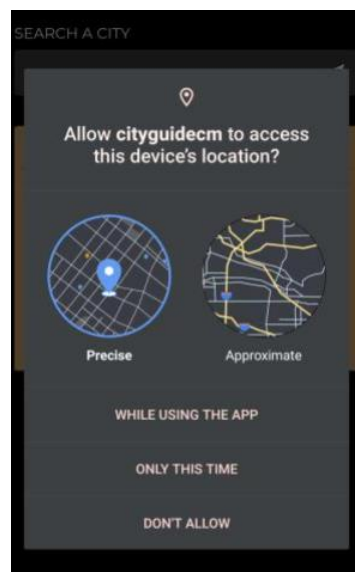 SEARCH A CITY
Allow cityguidecm to access
this device's location?
Precise
Approximate
WHILE USING THE APP
ONLY THIS TIME
DON'T ALLOW